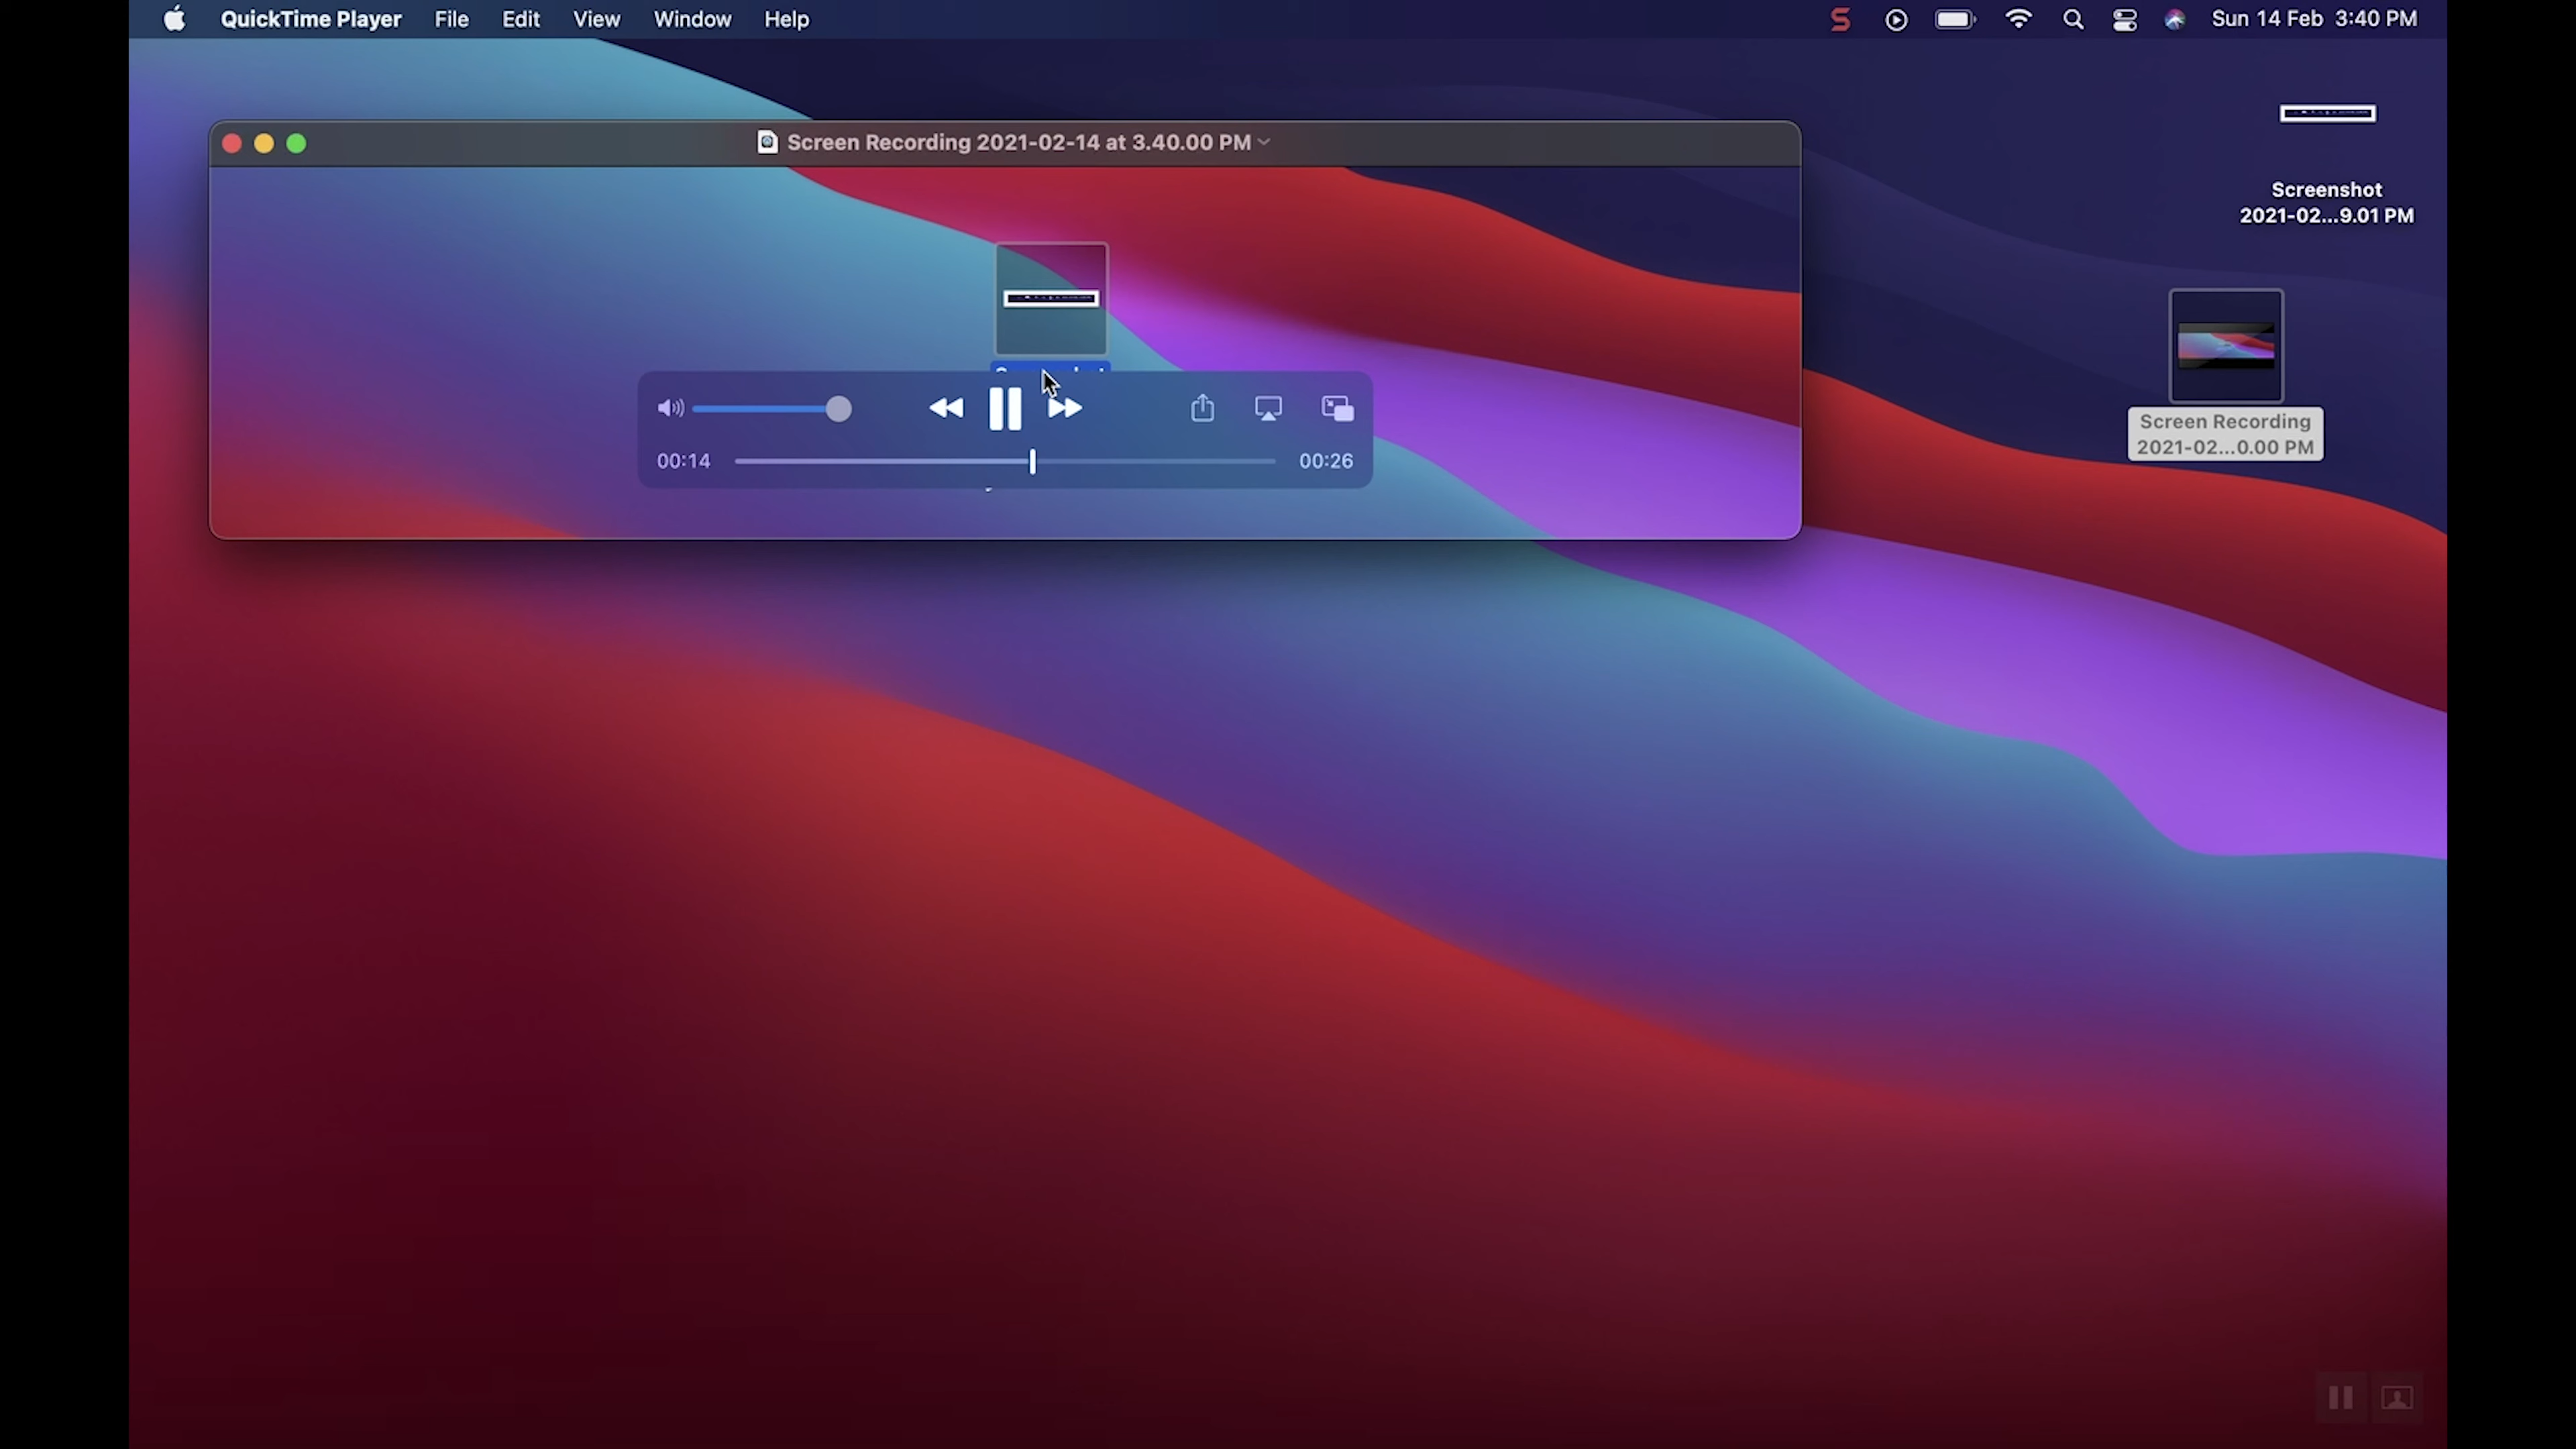 QuickTime Player File Edit View Window Help Sun 14 Feb 3:40 PM
Screen Recording 2021-02-14 at 3.40.00 PM
Screenshot
2021-02...9.01 PM
Screen Recording
2021-02...0.00 PM
00:14 00:26